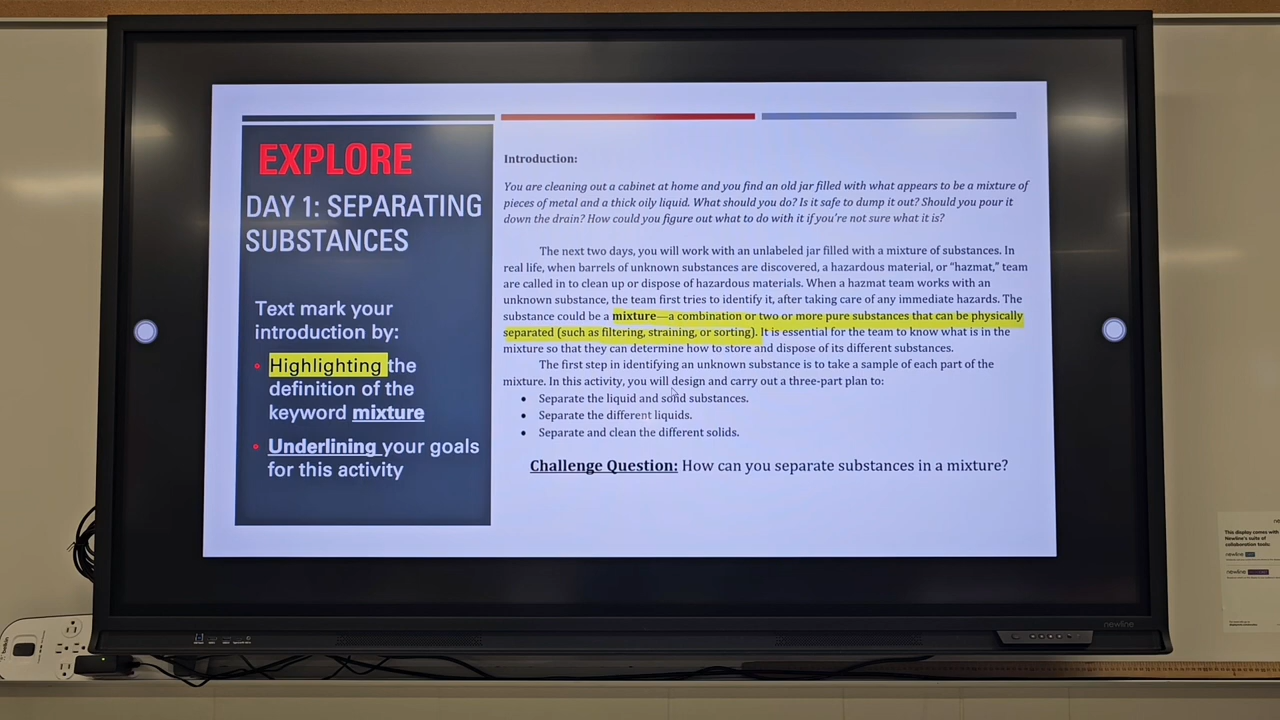 EXPLORE
DAY 1: SEPARATING
SUBSTANCES
Text mark your
introduction by:
• Highlighting the
definition of the
keyword mixture
• Underlining your goals
for this activity
Introduction:
You are cleaning out a cabinet at home and you find an old jar filled with what appears to be a mixture of
pieces of metal and a thick oily liquid. What should you do? Is it safe to dump it out? Should you pour it
down the drain? How could you figure out what to do with it if you're not sure what it is?
The next two days, you will work with an unlabeled jar filled with a mixture of substances. In
real life, when barrels of unknown substances are discovered, a hazardous material, or "hazmat," team
are called in to clean up or dispose of hazardous materials. When a hazmat team works with an
unknown substance, the team first tries to identify it, after taking care of any immediate hazards. The
substance could be a mixture—a combination or two or more pure substances that can be physically
separated (such as filtering, straining, or sorting). It is essential for the team to know what is in the
mixture so that they can determine how to store and dispose of its different substances.
The first step in identifying an unknown substance is to take a sample of each part of the
mixture. In this activity, you will design and carry out a three-part plan to:
• Separate the liquid and solid substances.
• Separate the different liquids.
• Separate and clean the different solids.
Challenge Question: How can you separate substances in a mixture?
newline
This display comes with
Newline's suite of
collaboration tools:
newline
newline